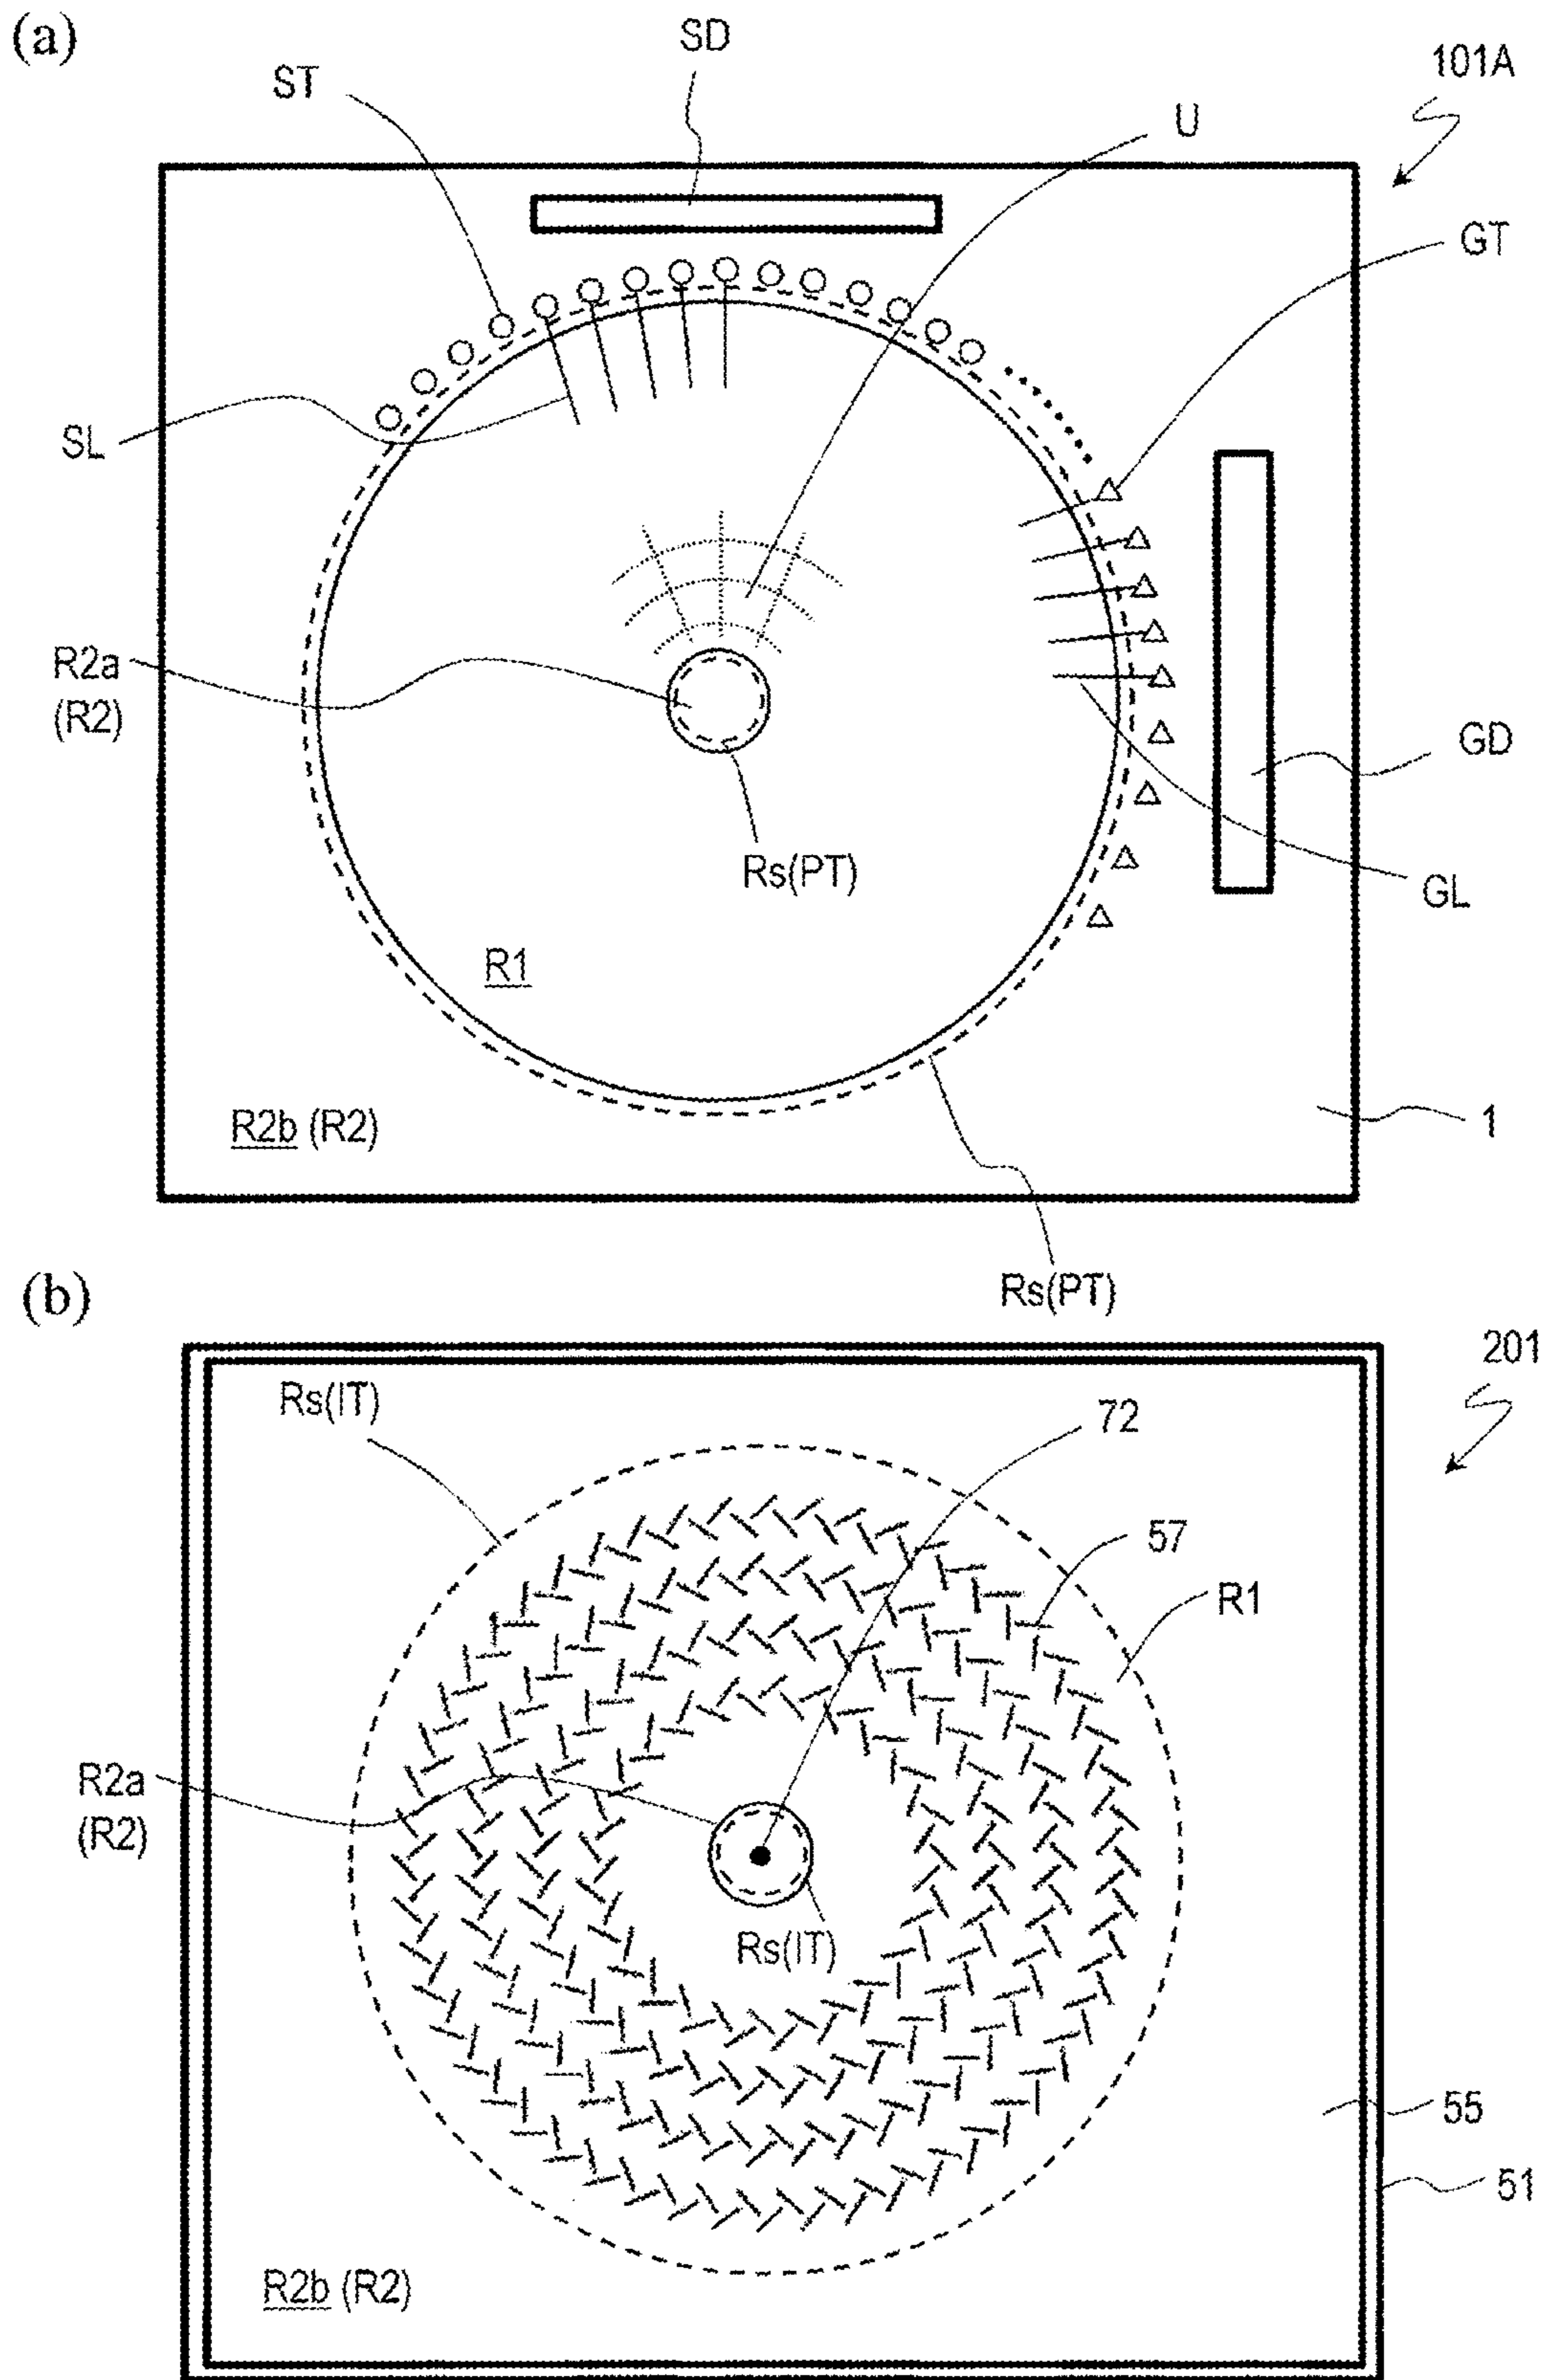 (a)
SD
101A
ST
U
GT
SL
R2a
(R2)
GD
Rs(PT)
GL
R1
R2b (R2)
1
Rs(PT)
(b)
201
Rs(IT)
72
57
R1
R2a
(R2)
Rs(IT)
55
51
R2b (R2)